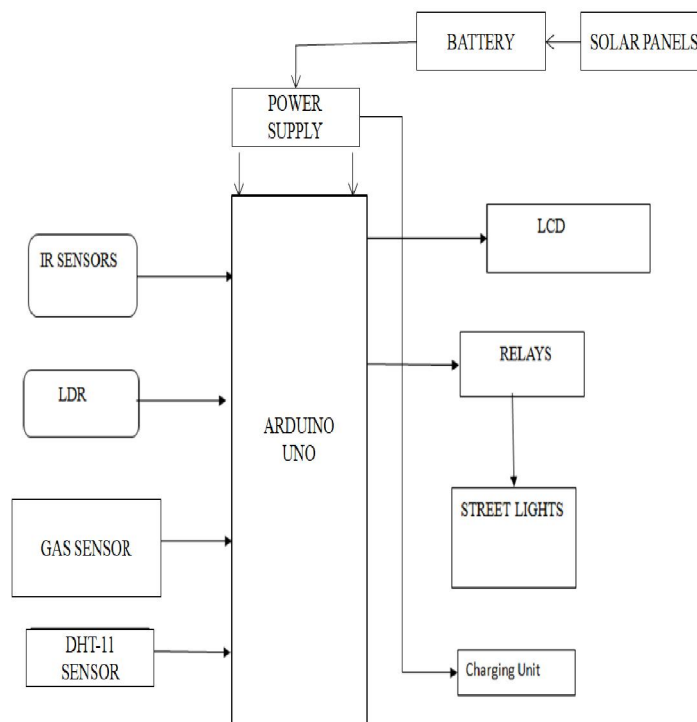 BATTERY
SOLAR PANELS
POWER
SUPPLY
IR SENSORS
LCD
LDR
RELAYS
ARDUINO
UNO
STREET LIGHTS
GAS SENSOR
DHT-11
SENSOR
Charging Unit